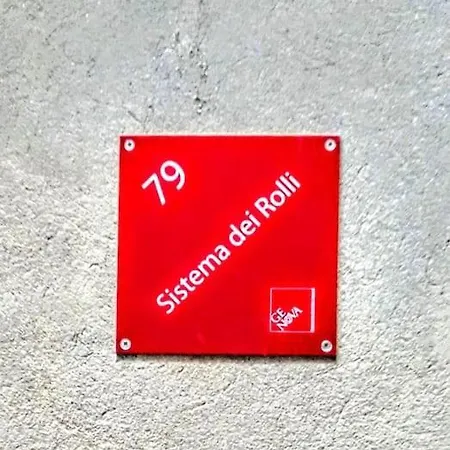 79
Sistema dei Rolli
GE
NOVA